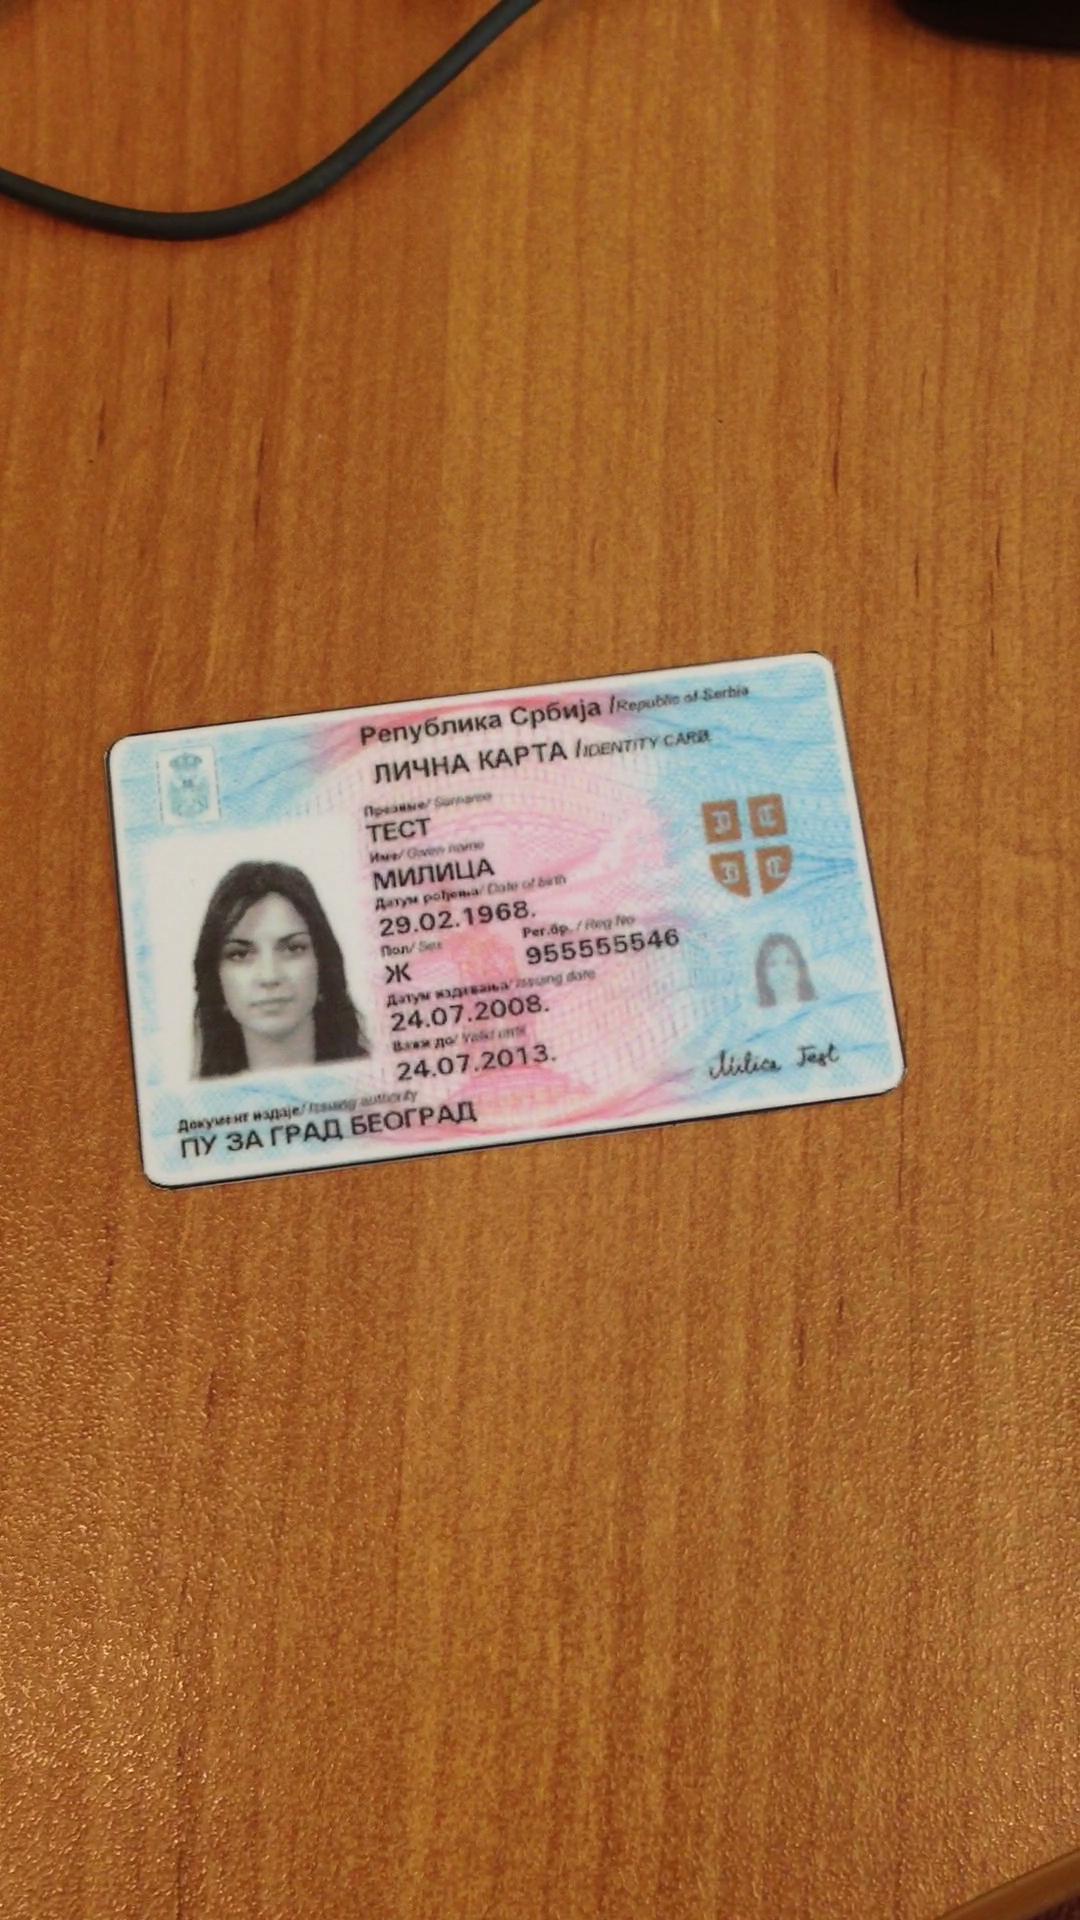 Република Србија /Republic of Serbia
ЛИЧНА КАРТА /IDENTITY CARD
Презиме/ Surname
ТЕСТ
Име/ Given name
МИЛИЦА
Датум рођења/ Date of birth
29.02.1968.
Пол/ Sex Рег.бр. / Reg No
Ж 955555546
Датум издавања/ Issuing date
24.07.2008.
Важи до/ Valid until
24.07.2013.
Документ издаје/ Issuing authority
ПУ ЗА ГРАД БЕОГРАД
Milica Test